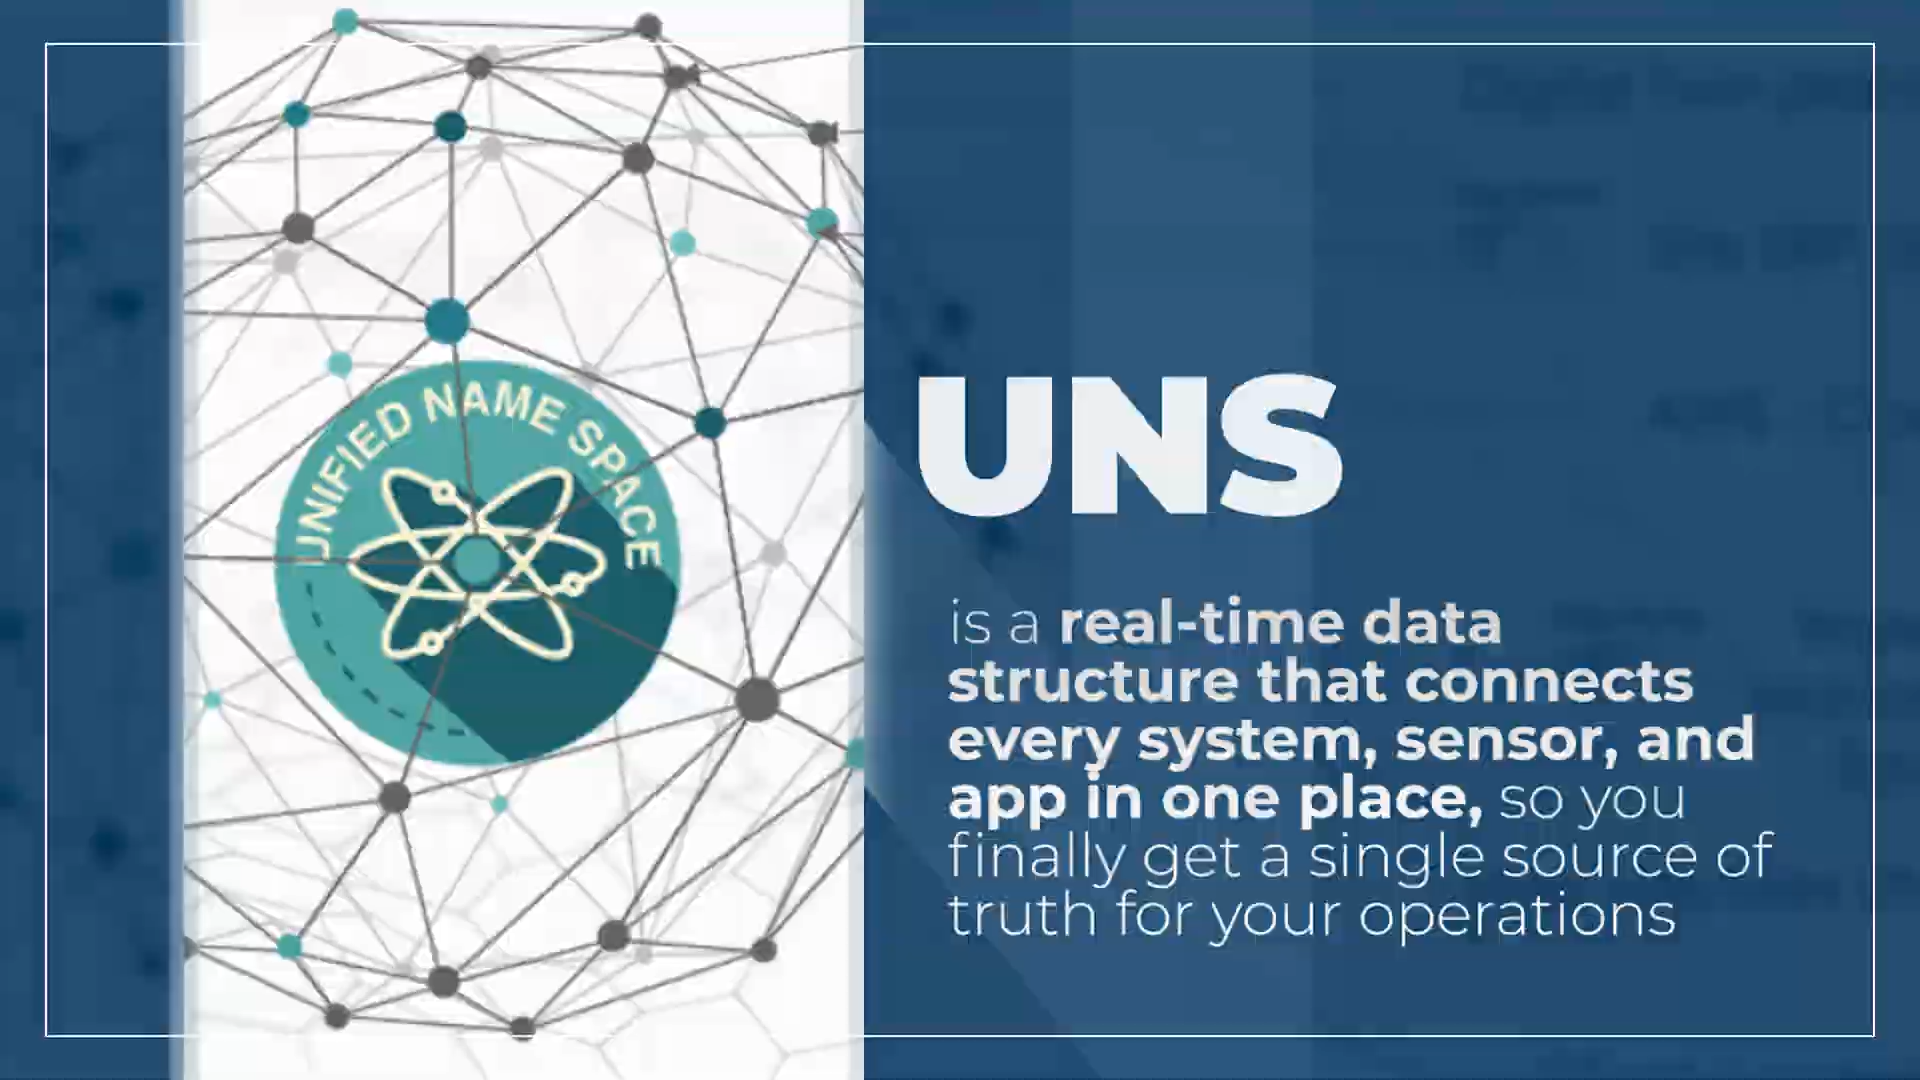 UNIFIED NAME SPACE
UNS
is a real-time data
structure that connects
every system, sensor, and
app in one place, so you
finally get a single source of
truth for your operations